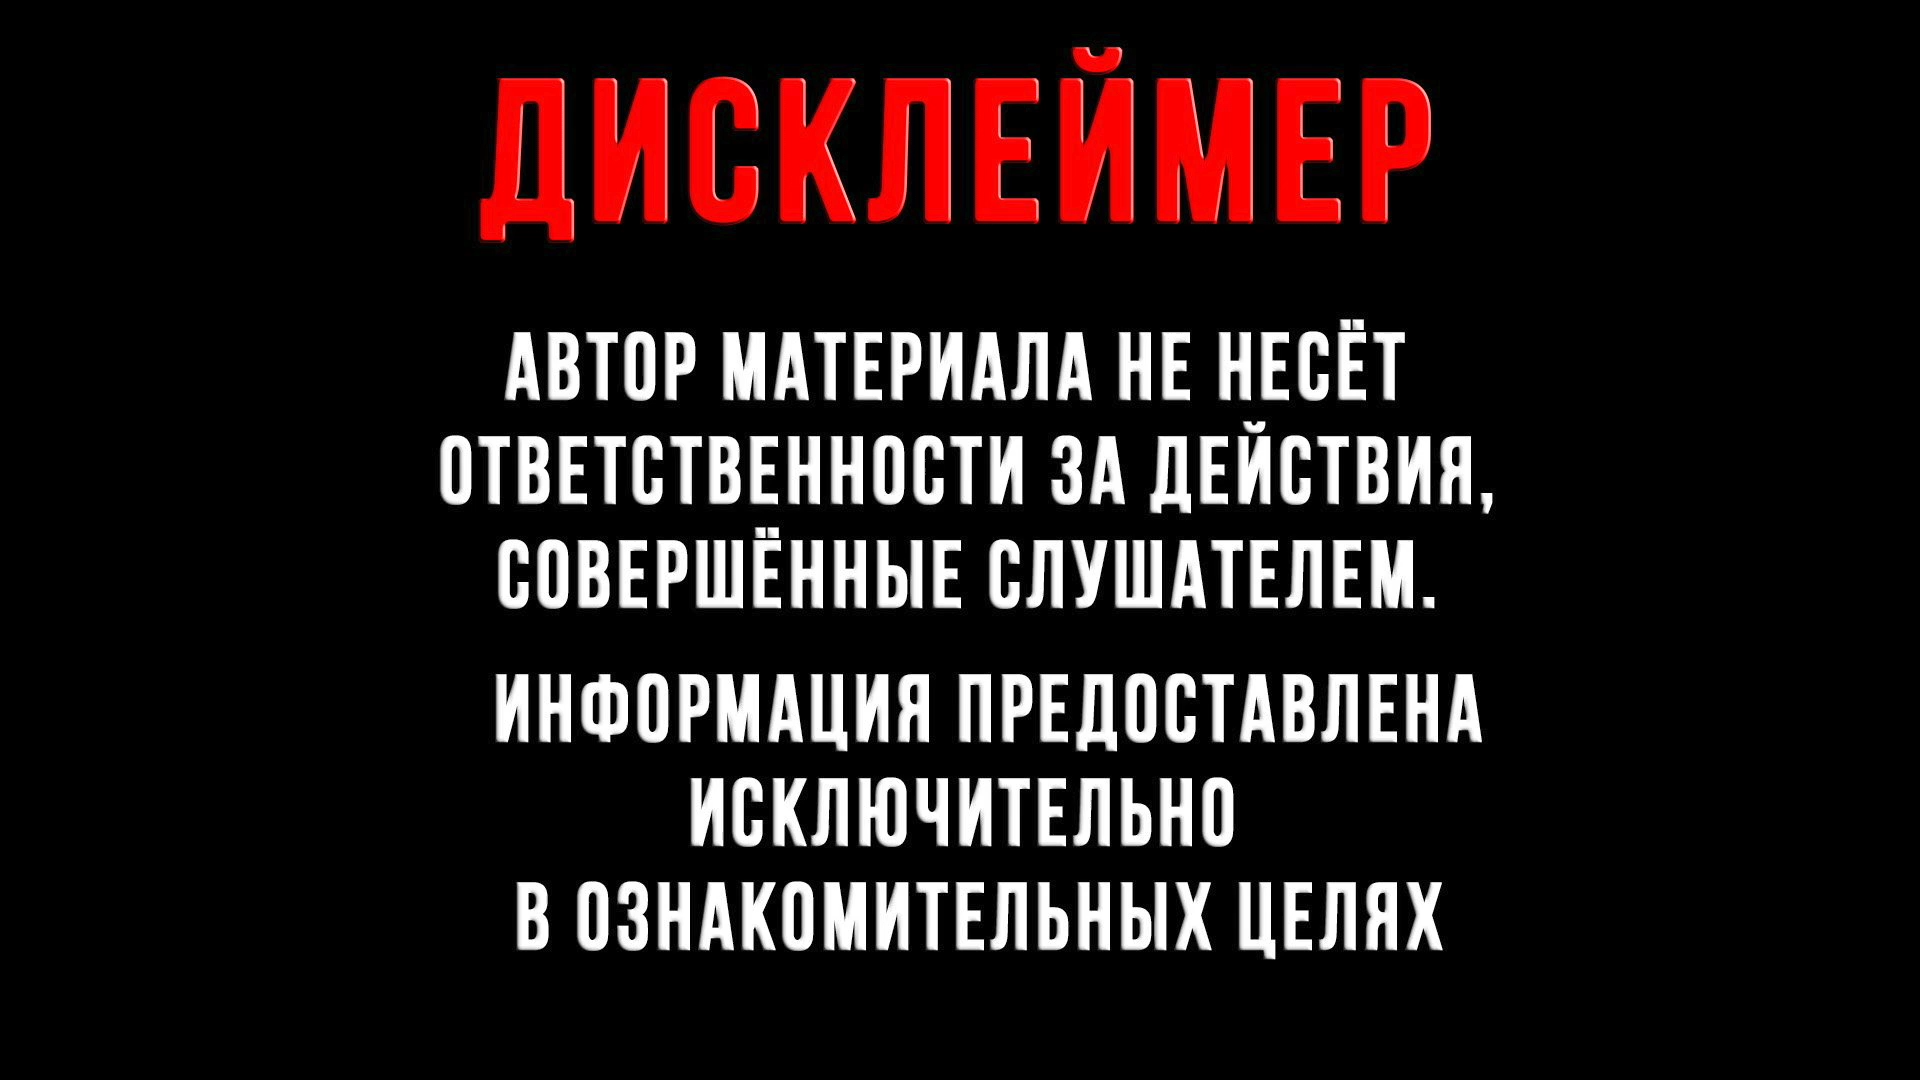 ДИСКЛЕЙМЕР
АВТОР МАТЕРИАЛА НЕ НЕСЁТ
ОТВЕТСТВЕННОСТИ ЗА ДЕЙСТВИЯ,
СОВЕРШЁННЫЕ СЛУШАТЕЛЕМ.
ИНФОРМАЦИЯ ПРЕДОСТАВЛЕНА
ИСКЛЮЧИТЕЛЬНО
В ОЗНАКОМИТЕЛЬНЫХ ЦЕЛЯХ